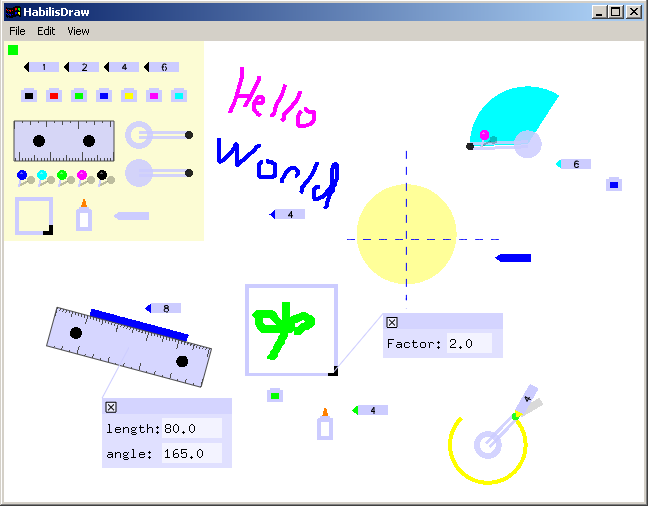 HabilisDraw
File Edit View
1 2 4 6
Hello
World
6
4
8
Factor: 2.0
length: 80.0
angle: 165.0
4
4